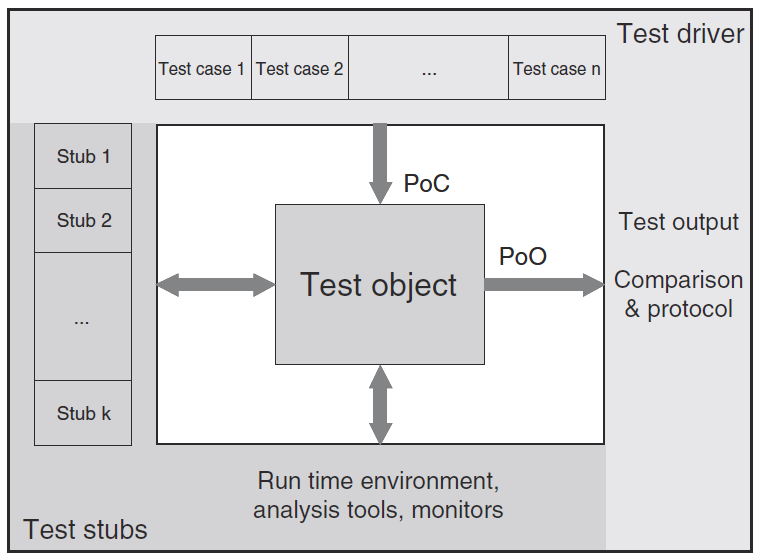 Test driver
Test case 1
Test case 2
...
Test case n
Stub 1
Stub 2
...
Stub k
PoC
Test object
PoO
Test output
Comparison
& protocol
Run time environment,
analysis tools, monitors
Test stubs